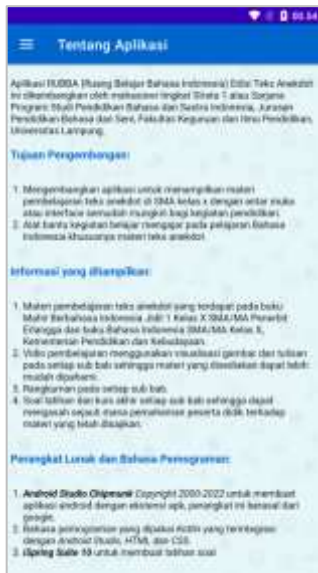 Tentang Aplikasi
Aplikasi RUBBIA (Ruang Belajar Bahasa Indonesia) Edisi Teks Anekdot
ini dikembangkan oleh mahasiswa tingkat Strata 1 atau Sarjana
Program Studi Pendidikan Bahasa dan Sastra Indonesia, Jurusan
Pendidikan Bahasa dan Seni, Fakultas Keguruan dan Ilmu Pendidikan,
Universitas Lampung.
Tujuan Pengembangan:
1. Mengembangkan aplikasi untuk menampilkan materi
pembelajaran teks anekdot di SMA kelas x dengan antar muka
atau interface semudah mungkin bagi kegiatan pendidikan.
2. Alat bantu kegiatan belajar mengajar pada pelajaran Bahasa
Indonesia khususnya materi teks anekdot.
Informasi yang ditampilkan:
1. Materi pembelajaran teks anekdot yang terdapat pada buku
Mahir Berbahasa Indonesia Jidil 1 Kelas X SMA/MA Penerbit
Erlangga dan buku Bahasa Indonesia SMA/MA Kelas X,
Kementerian Pendidikan dan Kebudayaan.
2. Vidio pembelajaran menggunakan visualisasi gambar dan tulisan
pada setiap sub bab sehingga materi yang disediakan dapat lebih
mudah dipahami.
3. Rangkuman pada setiap sub bab.
4. Soal latihan dan kuis akhir setiap sub bab sehingga dapat
mengasah sejauh mana pemahaman peserta didik terhadap
materi yang telah disajikan.
Perangkat Lunak dan Bahasa Pemograman:
1. Android Studio Chipmunk Copyright 2000-2022 untuk membuat
aplikasi android dengan ekstensi apk, perangkat ini berasal dari
google.
2. Bahasa pemograman yang dipakai Kotlin yang terintegrasi
dengan Android Studio, HTML, dan CSS.
3. iSpring Suite 10 untuk membuat latihan soal